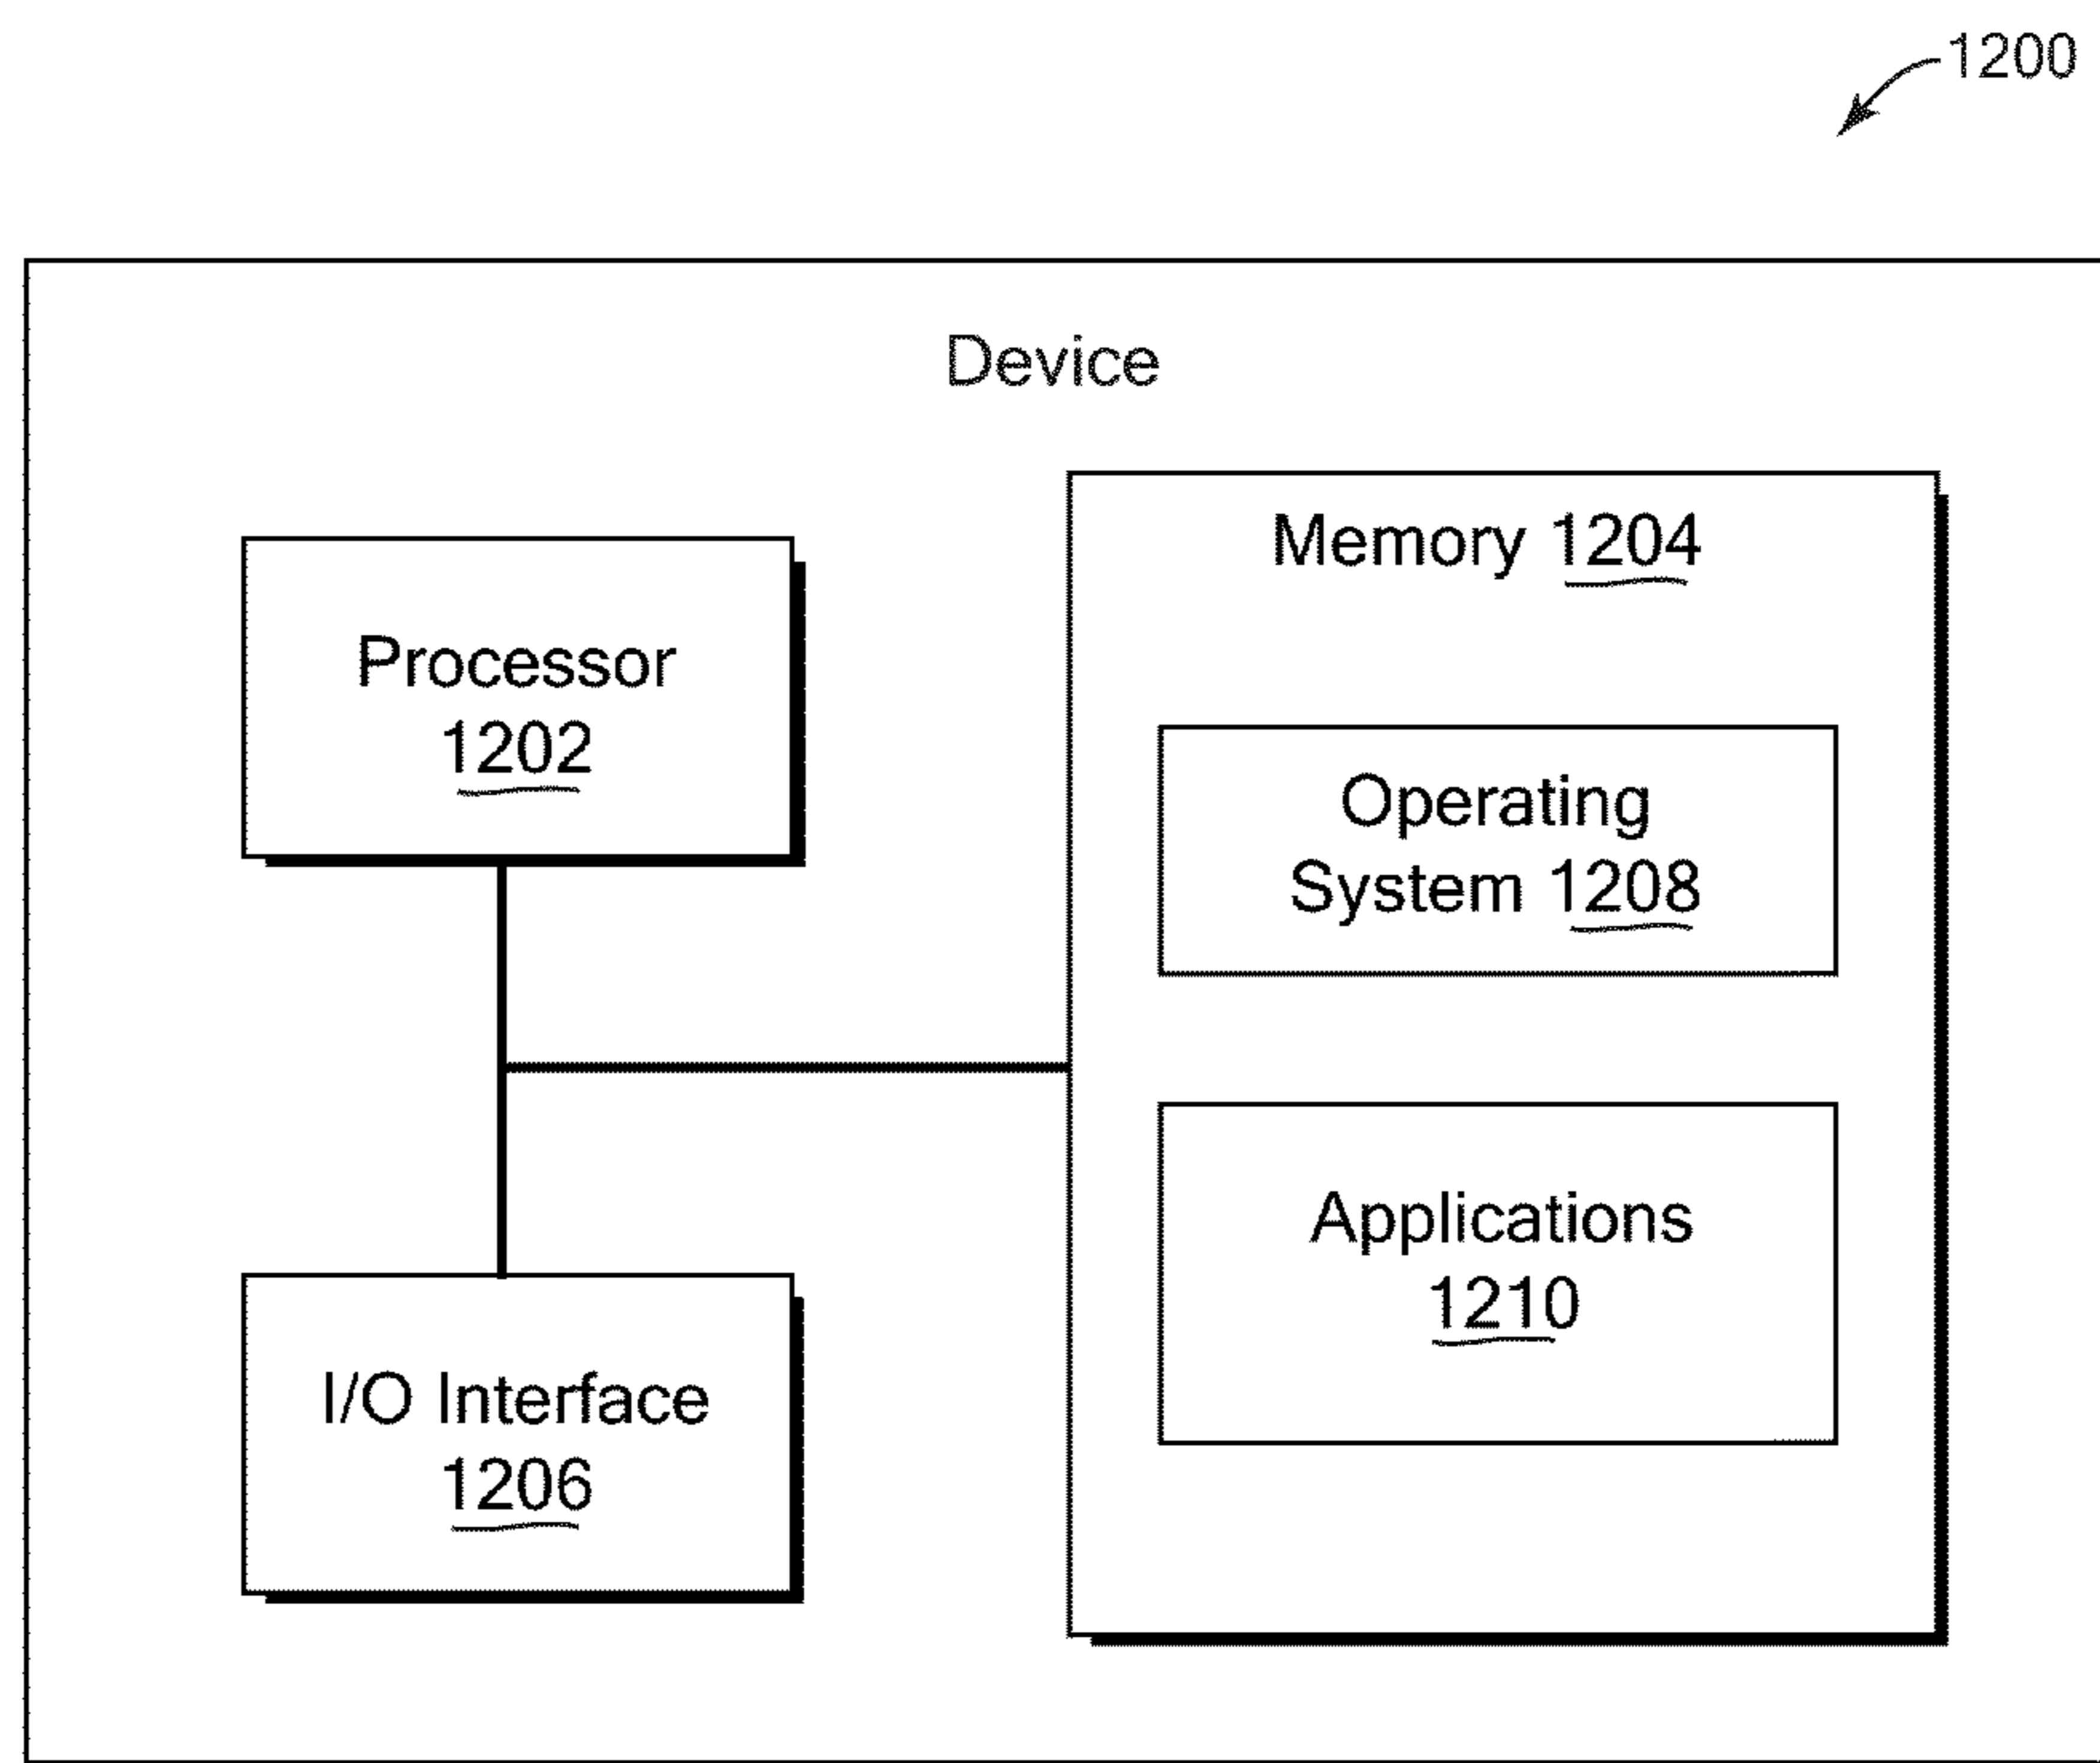 1200
Device
Processor
1202
Memory 1204
Operating
System 1208
Applications
1210
I/O Interface
1206